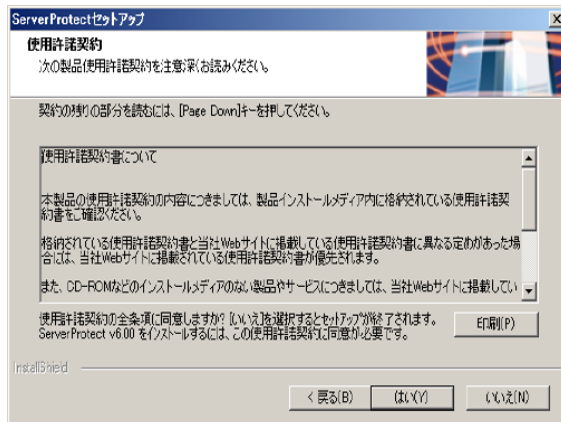 ServerProtectセットアップ
使用許諾契約
次の製品使用許諾契約を注意深くお読みください。
契約の残りの部分を読むには、[Page Down]キーを押してください。
使用許諾契約書について
本製品の使用許諾契約の内容につきましては、製品インストールメディア内に格納されている使用許諾契
約書をご確認ください。
格納されている使用許諾契約書と当社Webサイトに掲載している使用許諾契約書に異なる定めがあった場
合には、当社Webサイトに掲載されている使用許諾契約書が優先されます。
また、CD-ROMなどのインストールメディアのない製品やサービスにつきましては、当社Webサイトに掲載してい
使用許諾契約の全条項に同意しますか? [いいえ]を選択するとセットアップが終了されます。
ServerProtect v6.00 をインストールするには、この使用許諾契約に同意が必要です。
印刷(P)
InstallShield
< 戻る(B)
はい(Y)
いいえ(N)